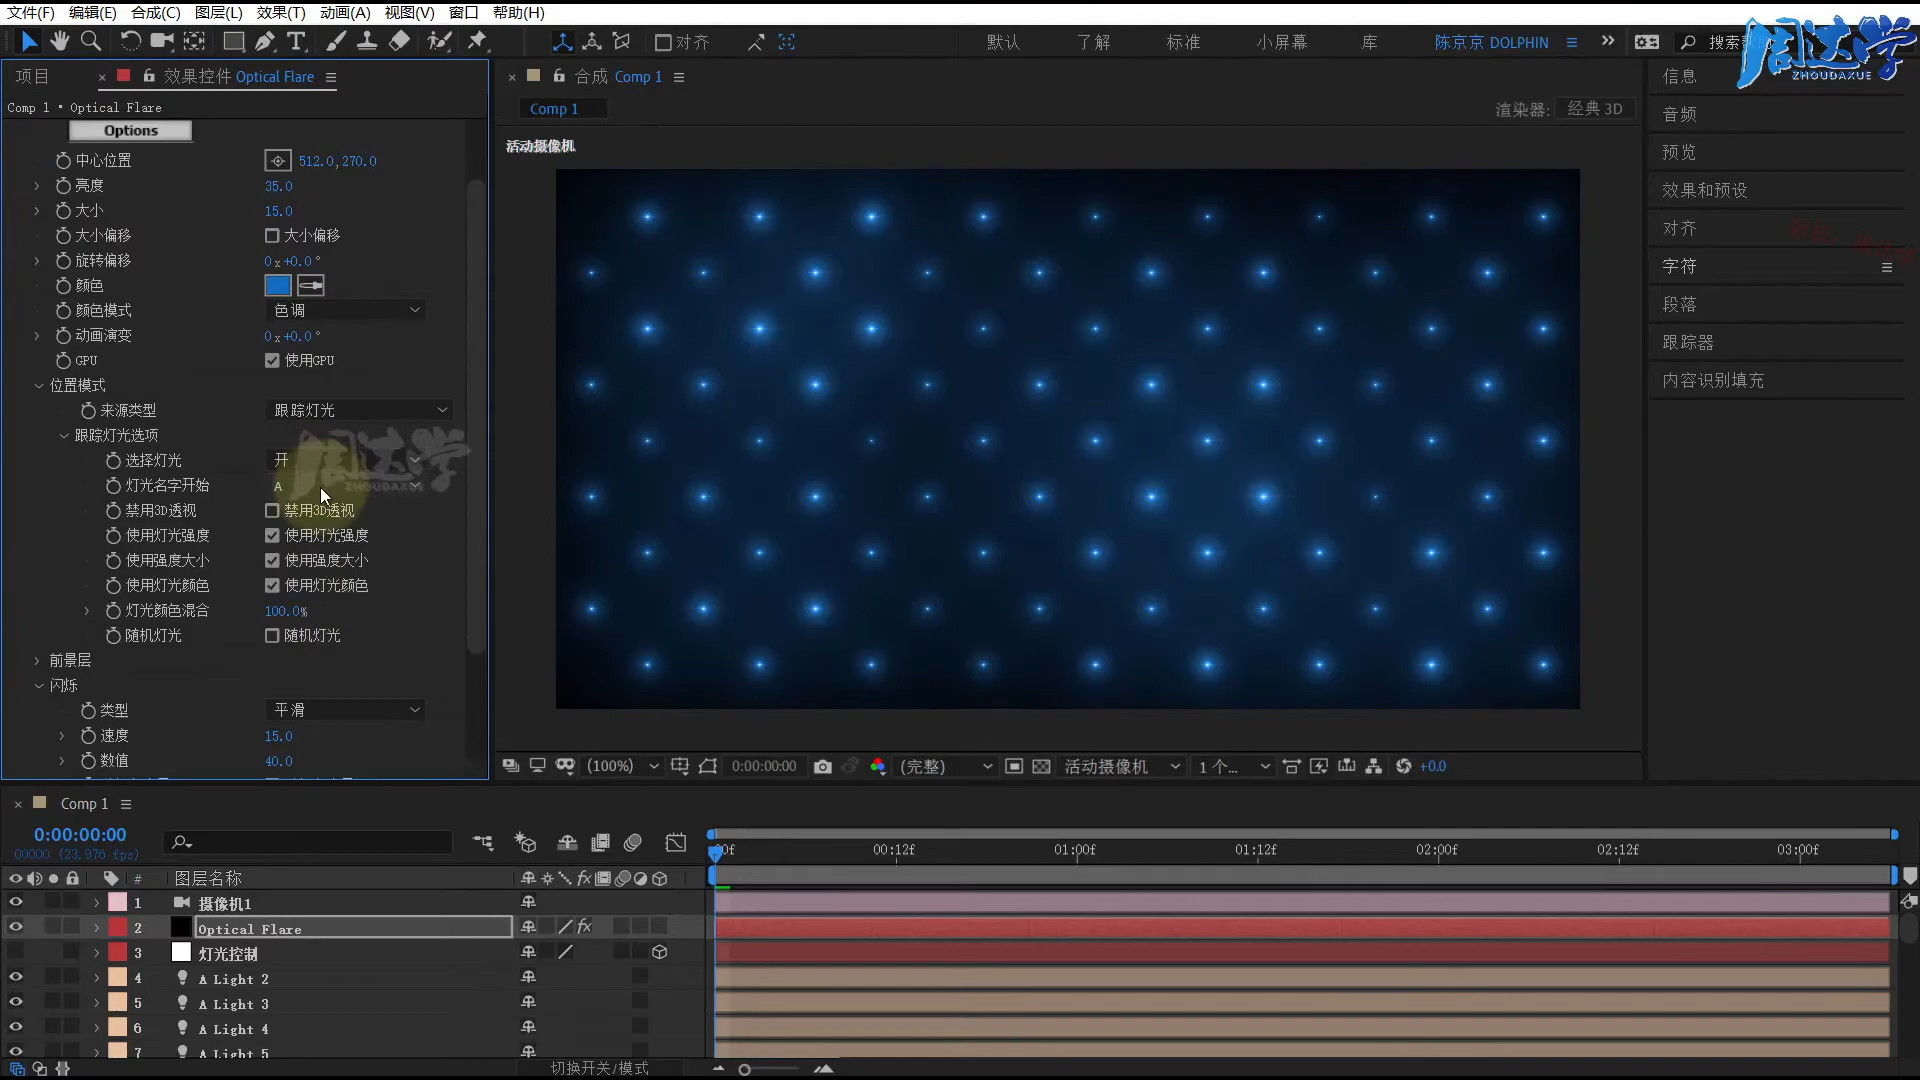 文件(F) 编辑(E) 合成(C) 图层(L) 效果(T) 动画(A) 视图(V) 窗口 帮助(H)
对齐 默认 了解 标准 小屏幕 库 陈京京 DOLPHIN 搜索
周达学
ZHOUDAXUE
项目 效果控件 Optical Flare
合成 Comp 1
Comp 1 • Optical Flare
Comp 1
渲染器: 经典 3D
Options
活动摄像机
中心位置 512.0,270.0
亮度 35.0
大小 15.0
大小偏移 大小偏移
旋转偏移 0x+0.0°
颜色
颜色模式 色调
动画演变 0x+0.0°
GPU 使用GPU
位置模式
来源类型 跟踪灯光
跟踪灯光选项
选择灯光 开
灯光名字开始 A
禁用3D透视 禁用3D透视
使用灯光强度 使用灯光强度
使用强度大小 使用强度大小
使用灯光颜色 使用灯光颜色
灯光颜色混合 100.0%
随机灯光 随机灯光
前景层
闪烁
类型 平滑
速度 15.0
数值 40.0
周达学
ZHOUDAXUE
信息
音频
预览
效果和预设
对齐
字符
段落
跟踪器
内容识别填充
(100%) 0:00:00:00 (完整) 活动摄像机 1 个... +0.0
Comp 1
0:00:00:00
00000 (23.976 fps)
00f 00:12f 01:00f 01:12f 02:00f 02:12f 03:00f
# 图层名称
1 摄像机1
2 Optical Flare
3 灯光控制
4 A Light 2
5 A Light 3
6 A Light 4
7 A Light 5
切换开关/模式